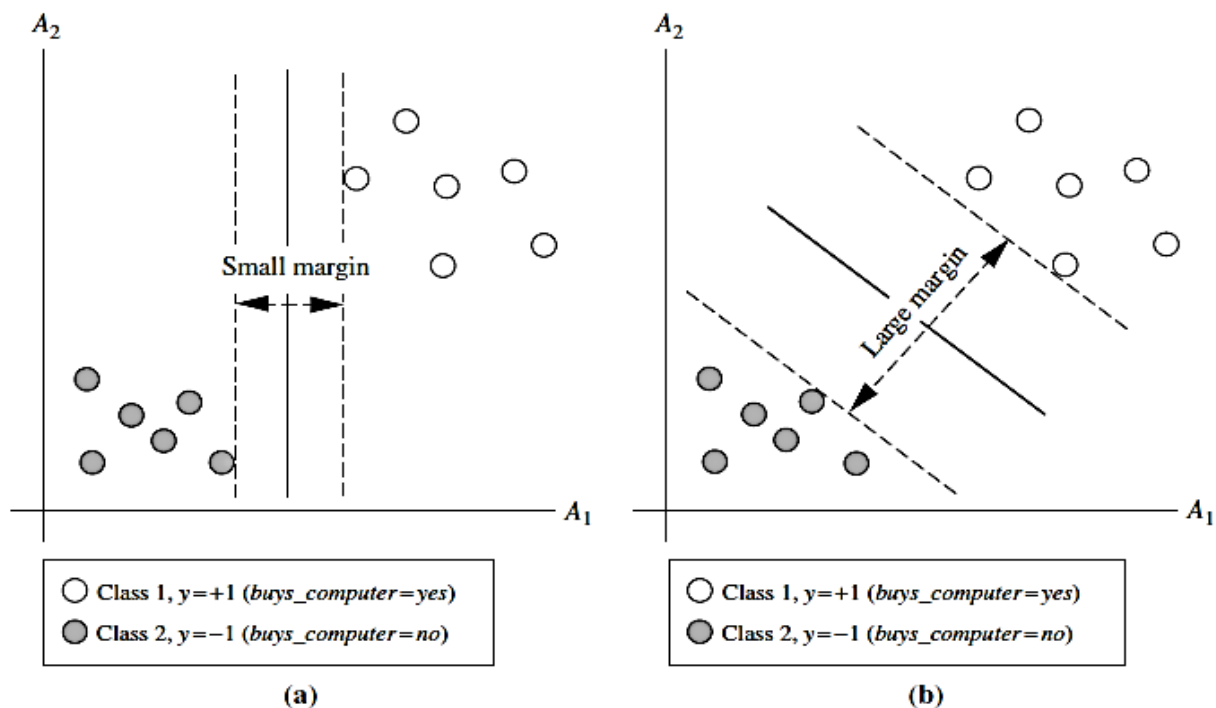 A2
Small margin
A1
Class 1, y=+1 (buys_computer=yes)
Class 2, y=−1 (buys_computer=no)
(a)
A2
Large margin
A1
Class 1, y=+1 (buys_computer=yes)
Class 2, y=−1 (buys_computer=no)
(b)